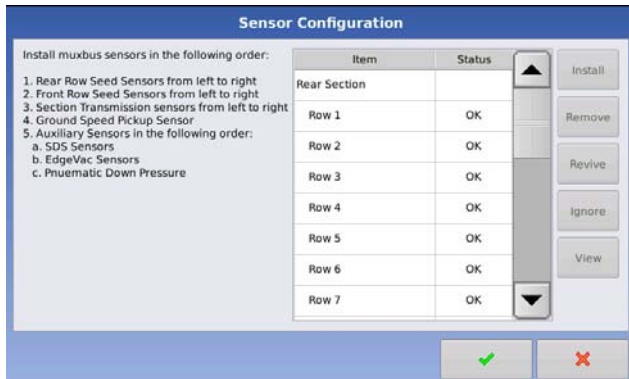 Sensor Configuration
Install muxbus sensors in the following order:
1. Rear Row Seed Sensors from left to right
2. Front Row Seed Sensors from left to right
3. Section Transmission sensors from left to right
4. Ground Speed Pickup Sensor
5. Auxiliary Sensors in the following order:
a. SDS Sensors
b. EdgeVac Sensors
c. Pnuematic Down Pressure
Item Status
Rear Section
Row 1 OK
Row 2 OK
Row 3 OK
Row 4 OK
Row 5 OK
Row 6 OK
Row 7 OK
Install
Remove
Revive
Ignore
View